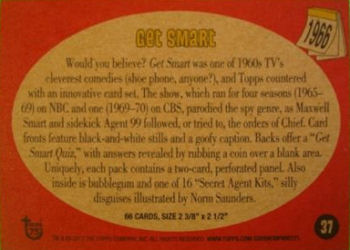 Get Smart
1966
Would you believe? Get Smart was one of 1960s TV's
cleverest comedies (shoe phone, anyone?), and Topps countered
with an innovative card set. The show, which ran for four seasons (1965–
69) on NBC and one (1969–70) on CBS, parodied the spy genre, as Maxwell
Smart and sidekick Agent 99 followed, or tried to, the orders of Chief. Card
fronts feature black-and-white stills and a goofy caption. Backs offer a "Get
Smart Quiz," with answers revealed by rubbing a coin over a blank area.
Uniquely, each pack contains a two-card, perforated panel. Also
inside is bubblegum and one of 16 "Secret Agent Kits," silly
disguises illustrated by Norm Saunders.
66 CARDS, SIZE 2 3/8" x 2 1/2"
75
37